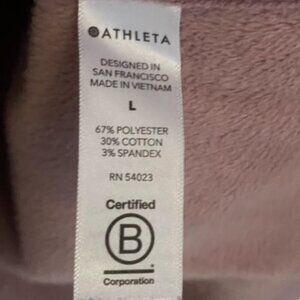 ATHLETA
DESIGNED IN
SAN FRANCISCO
MADE IN VIETNAM
L
67% POLYESTER
30% COTTON
3% SPANDEX
RN 54023
Certified
B
Corporation